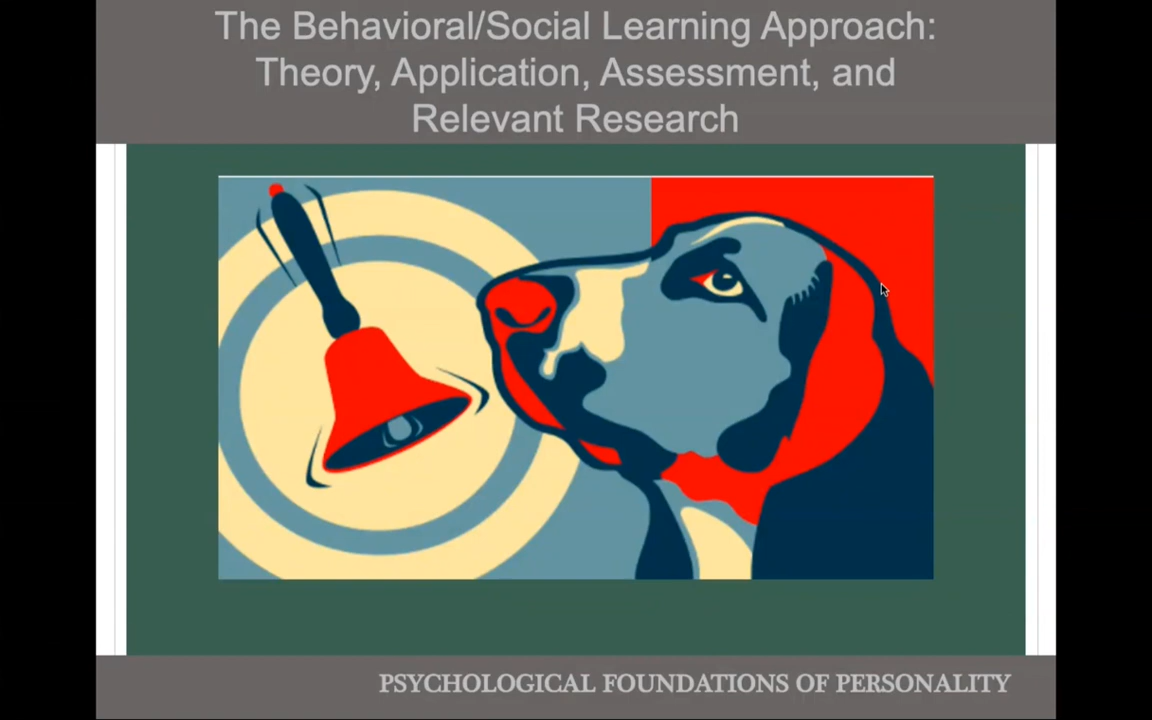 The Behavioral/Social Learning Approach:
Theory, Application, Assessment, and
Relevant Research
PSYCHOLOGICAL FOUNDATIONS OF PERSONALITY